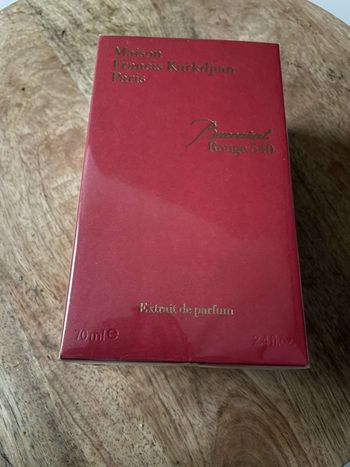 Maison
Francis Kurkdjian
Paris
Baccarat
Rouge 540
Extrait de parfum
70 ml ℮
2.4 fl.oz.